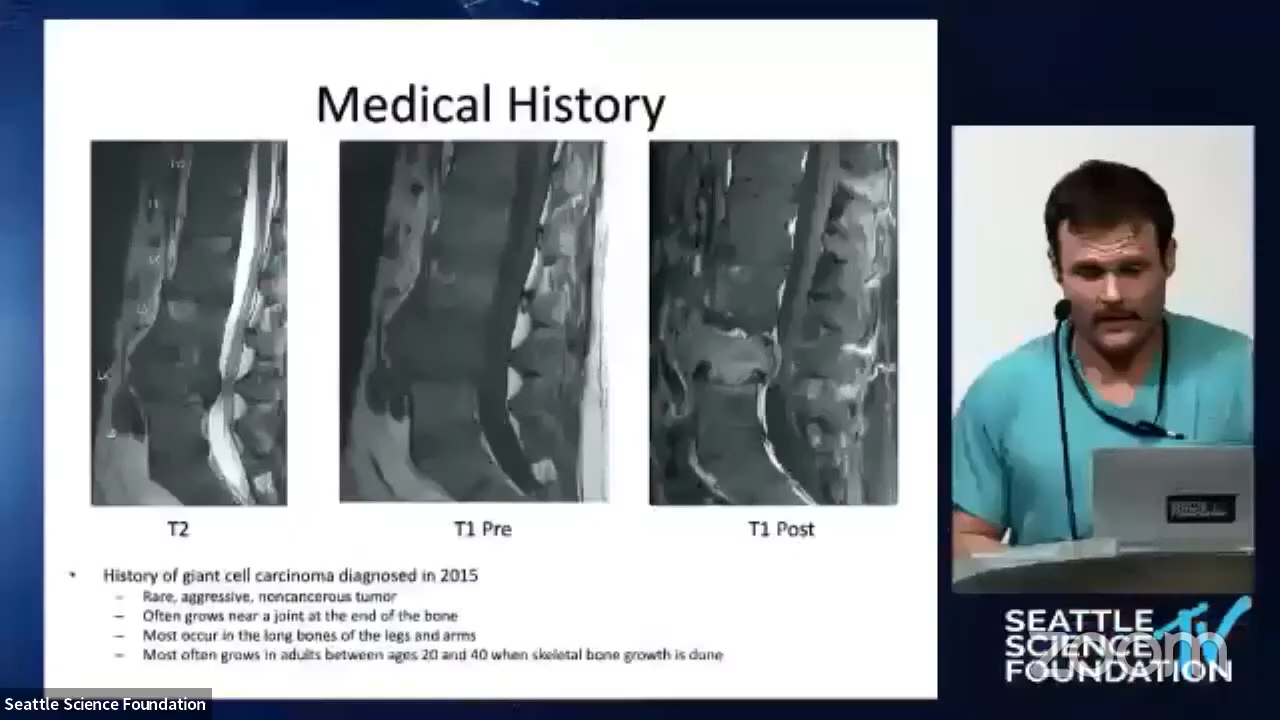 Medical History
T2
T1 Pre
T1 Post
• History of giant cell carcinoma diagnosed in 2015
– Rare, aggressive, noncancerous tumor
– Often grows near a joint at the end of the bone
– Most occur in the long bones of the legs and arms
– Most often grows in adults between ages 20 and 40 when skeletal bone growth is done
SEATTLE
SCIENCE
FOUNDATION
TV
zoom
Seattle Science Foundation